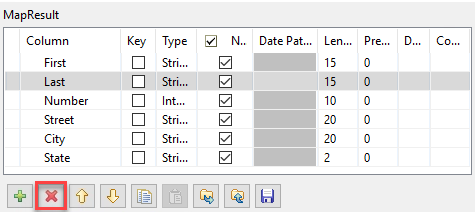 MapResult
Column Key Type N.. Date Pat... Len... Pre... D... Co...
First Stri... 15 0
Last Stri... 15 0
Number Int... 10 0
Street Stri... 20 0
City Stri... 20 0
State Stri... 2 0